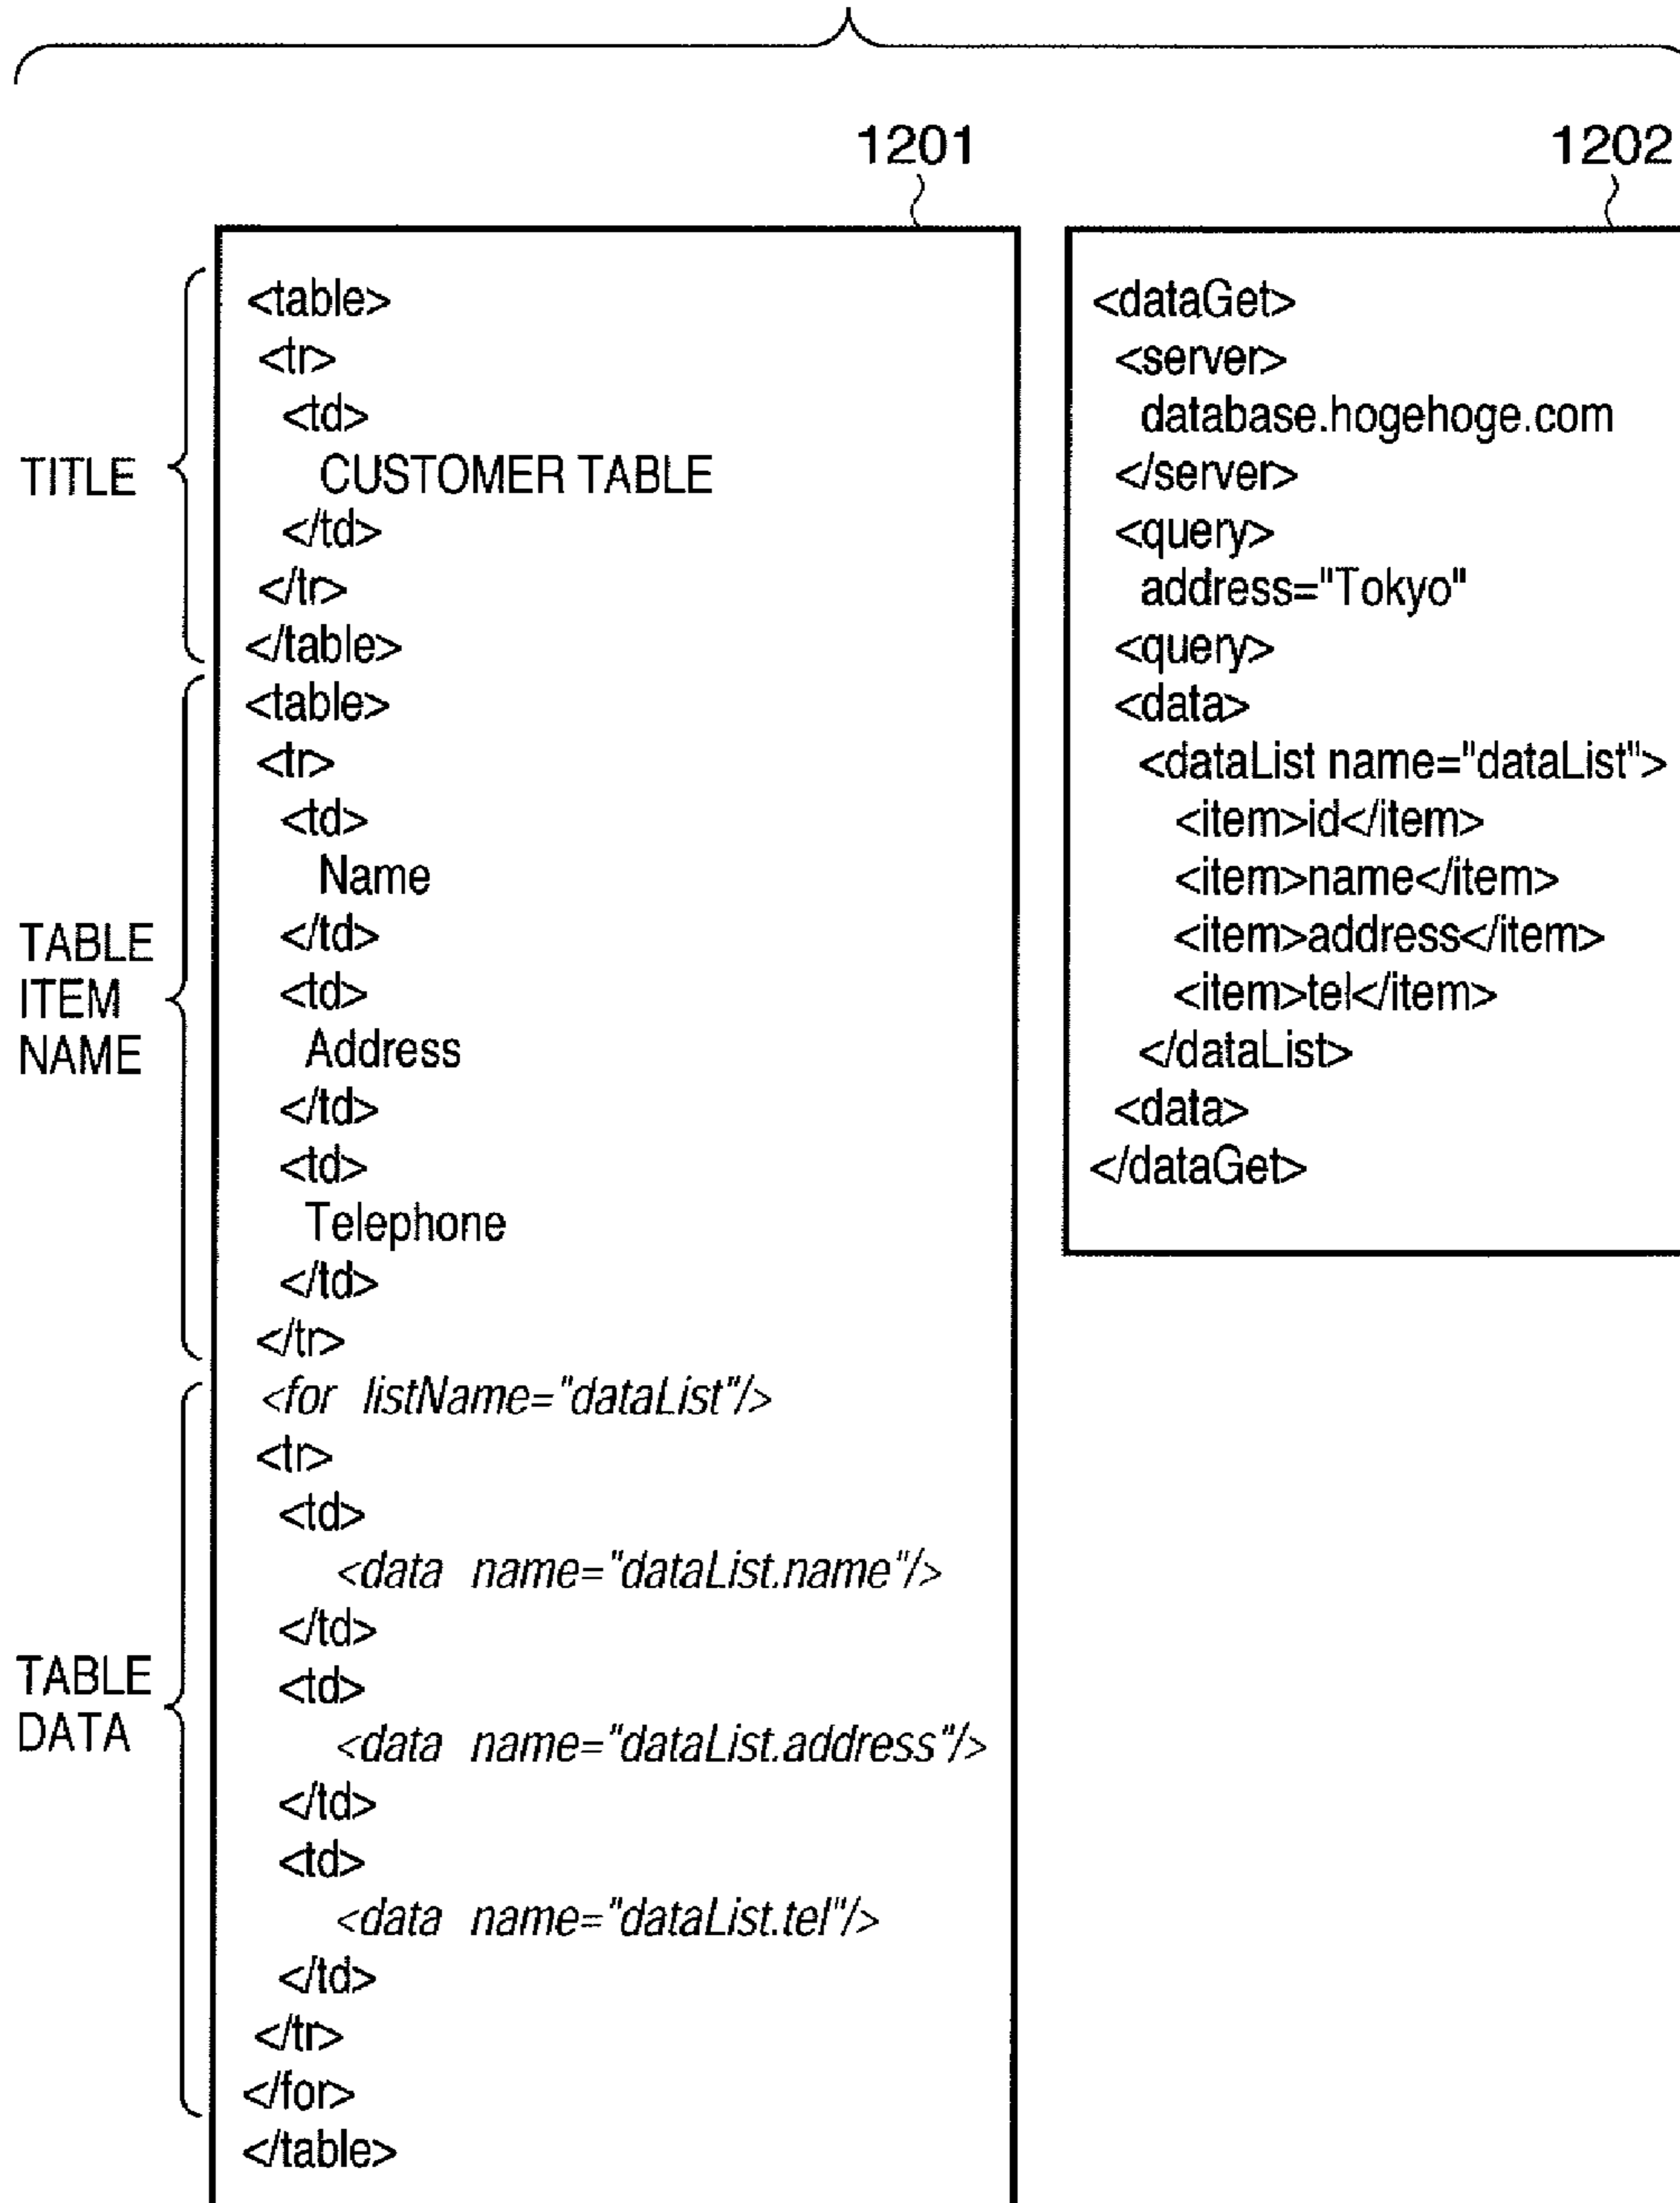 1201
1202
TITLE
<table>
<tr>
<td>
CUSTOMER TABLE
</td>
</tr>
</table>
TABLE
ITEM
NAME
<table>
<tr>
<td>
Name
</td>
<td>
Address
</td>
<td>
Telephone
</td>
</tr>
TABLE
DATA
<for listName="dataList"/>
<tr>
<td>
<data name="dataList.name"/>
</td>
<td>
<data name="dataList.address"/>
</td>
<td>
<data name="dataList.tel"/>
</td>
</tr>
</for>
</table>
<dataGet>
<server>
database.hogehoge.com
</server>
<query>
address="Tokyo"
<query>
<data>
<dataList name="dataList">
<item>id</item>
<item>name</item>
<item>address</item>
<item>tel</item>
</dataList>
<data>
</dataGet>